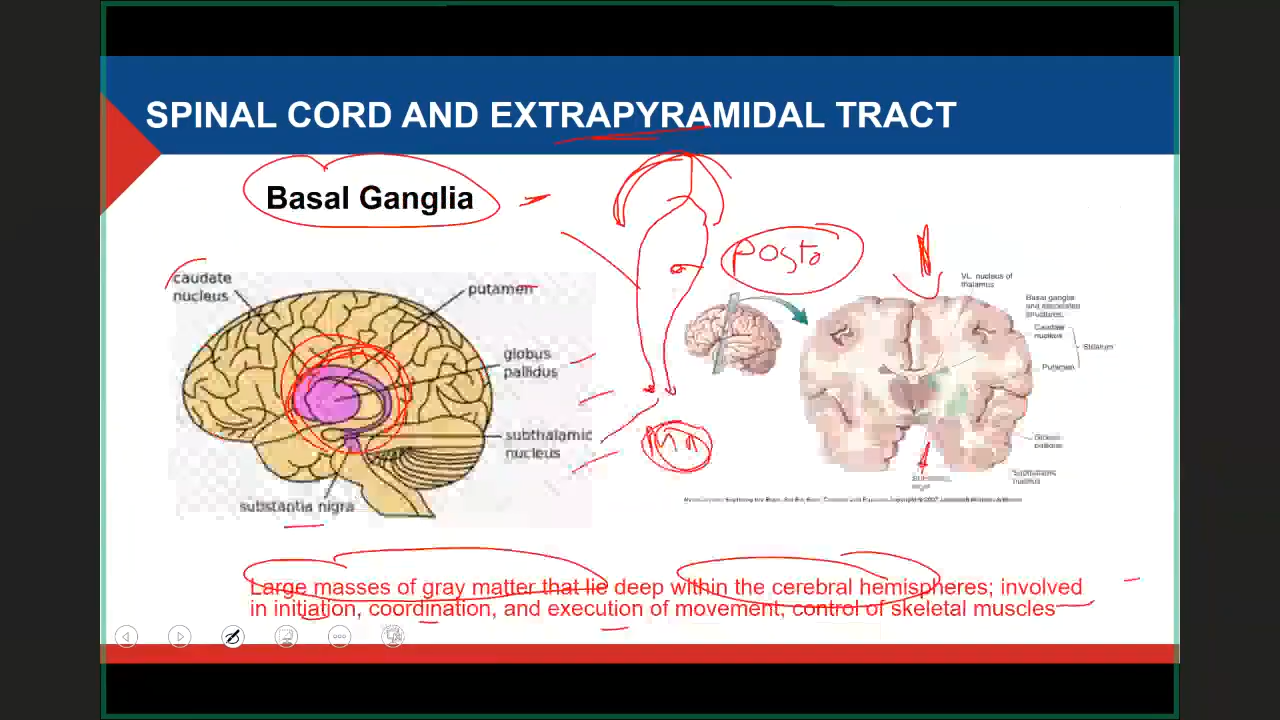 SPINAL CORD AND EXTRAPYRAMIDAL TRACT
Basal Ganglia
caudate
nucleus
putamen
globus
pallidus
subthalamic
nucleus
substantia nigra
Posta
VL nucleus of
thalamus
Basal ganglia
and associated
structures:
Caudate
nucleus
Striatum
Putamen
Globus
pallidus
Subthalamic
nucleus
Large masses of gray matter that lie deep within the cerebral hemispheres; involved
in initiation, coordination, and execution of movement; control of skeletal muscles